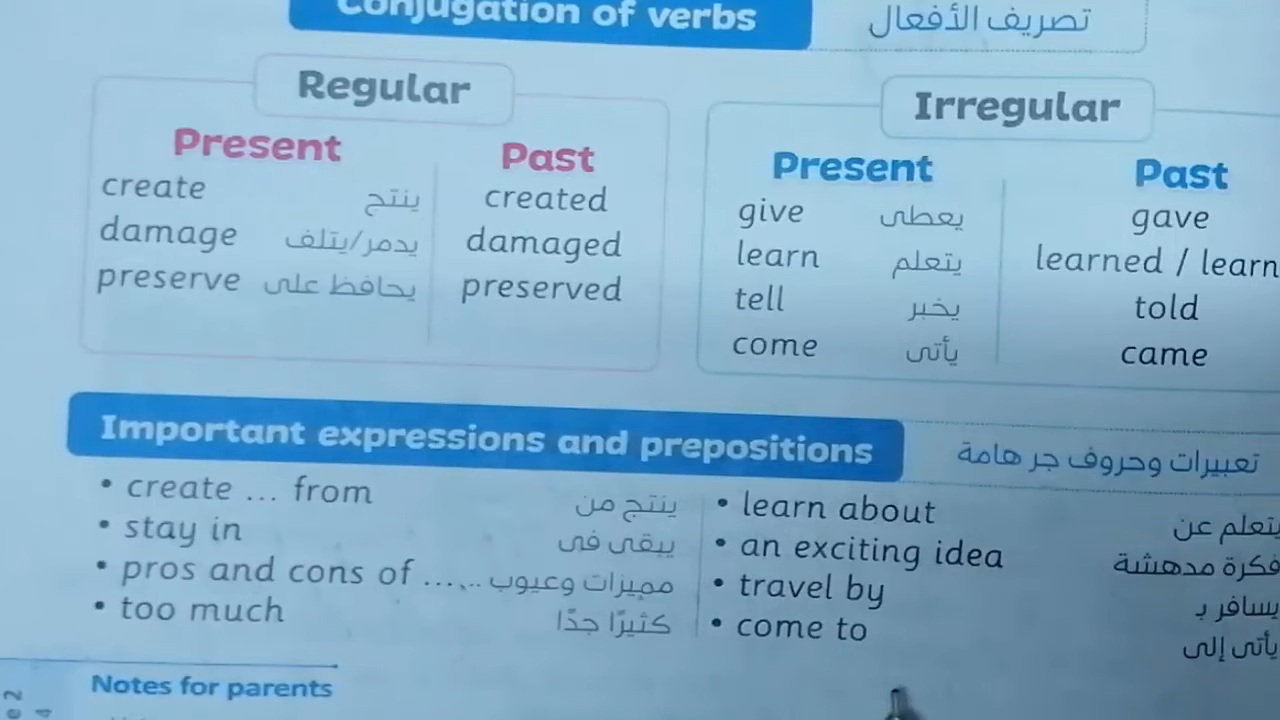 Conjugation of verbs تصريف الأفعال
Regular
Present Past
create ينتج created
damage يدمر/يتلف damaged
preserve يحافظ على preserved
Irregular
Present Past
give يعطى gave
learn يتعلم learned / learn
tell يخبر told
come يأتى came
Important expressions and prepositions تعبيرات وحروف جر هامة
• create ... from ينتج من
• stay in يبقى فى
• pros and cons of ...... مميزات وعيوب
• too much كثيرًا جدًا
• learn about يتعلم عن
• an exciting idea فكرة مدهشة
• travel by يسافر بـ
• come to يأتى إلى
Notes for parents